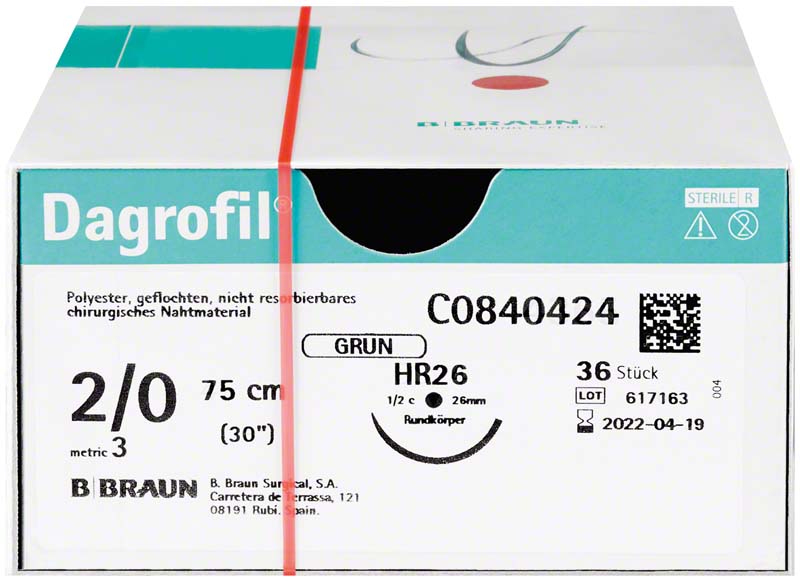 B|BRAUN
SHARING EXPERTISE
Dagrofil®
STERILE R
Polyester, geflochten, nicht resorbierbares
chirurgisches Nahtmaterial
C0840424
GRÜN
2/0 75 cm
(30")
metric 3
HR26
1/2 c 26mm
Rundkörper
36 Stück
LOT 617163
2022-04-19
004
B|BRAUN
B. Braun Surgical, S.A.
Carretera de Terrassa, 121
08191 Rubí. Spain.